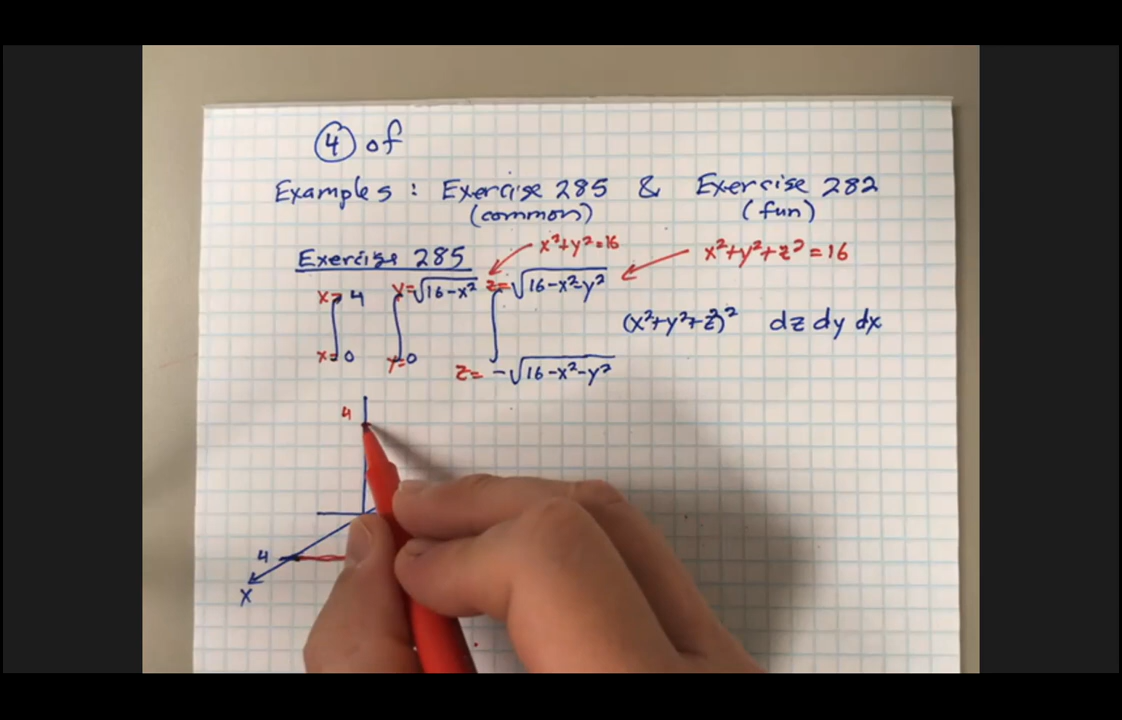 4 of
Examples: Exercise 285 & Exercise 282
(common) (fun)
Exercise 285
x²+y²=16
x²+y²+z²=16
x=4 y=√16-x² z=√16-x²-y²
∫ ∫ ∫ (x²+y²+z²)² dz dy dx
x=0 y=0 z= -√16-x²-y²
4
4
x